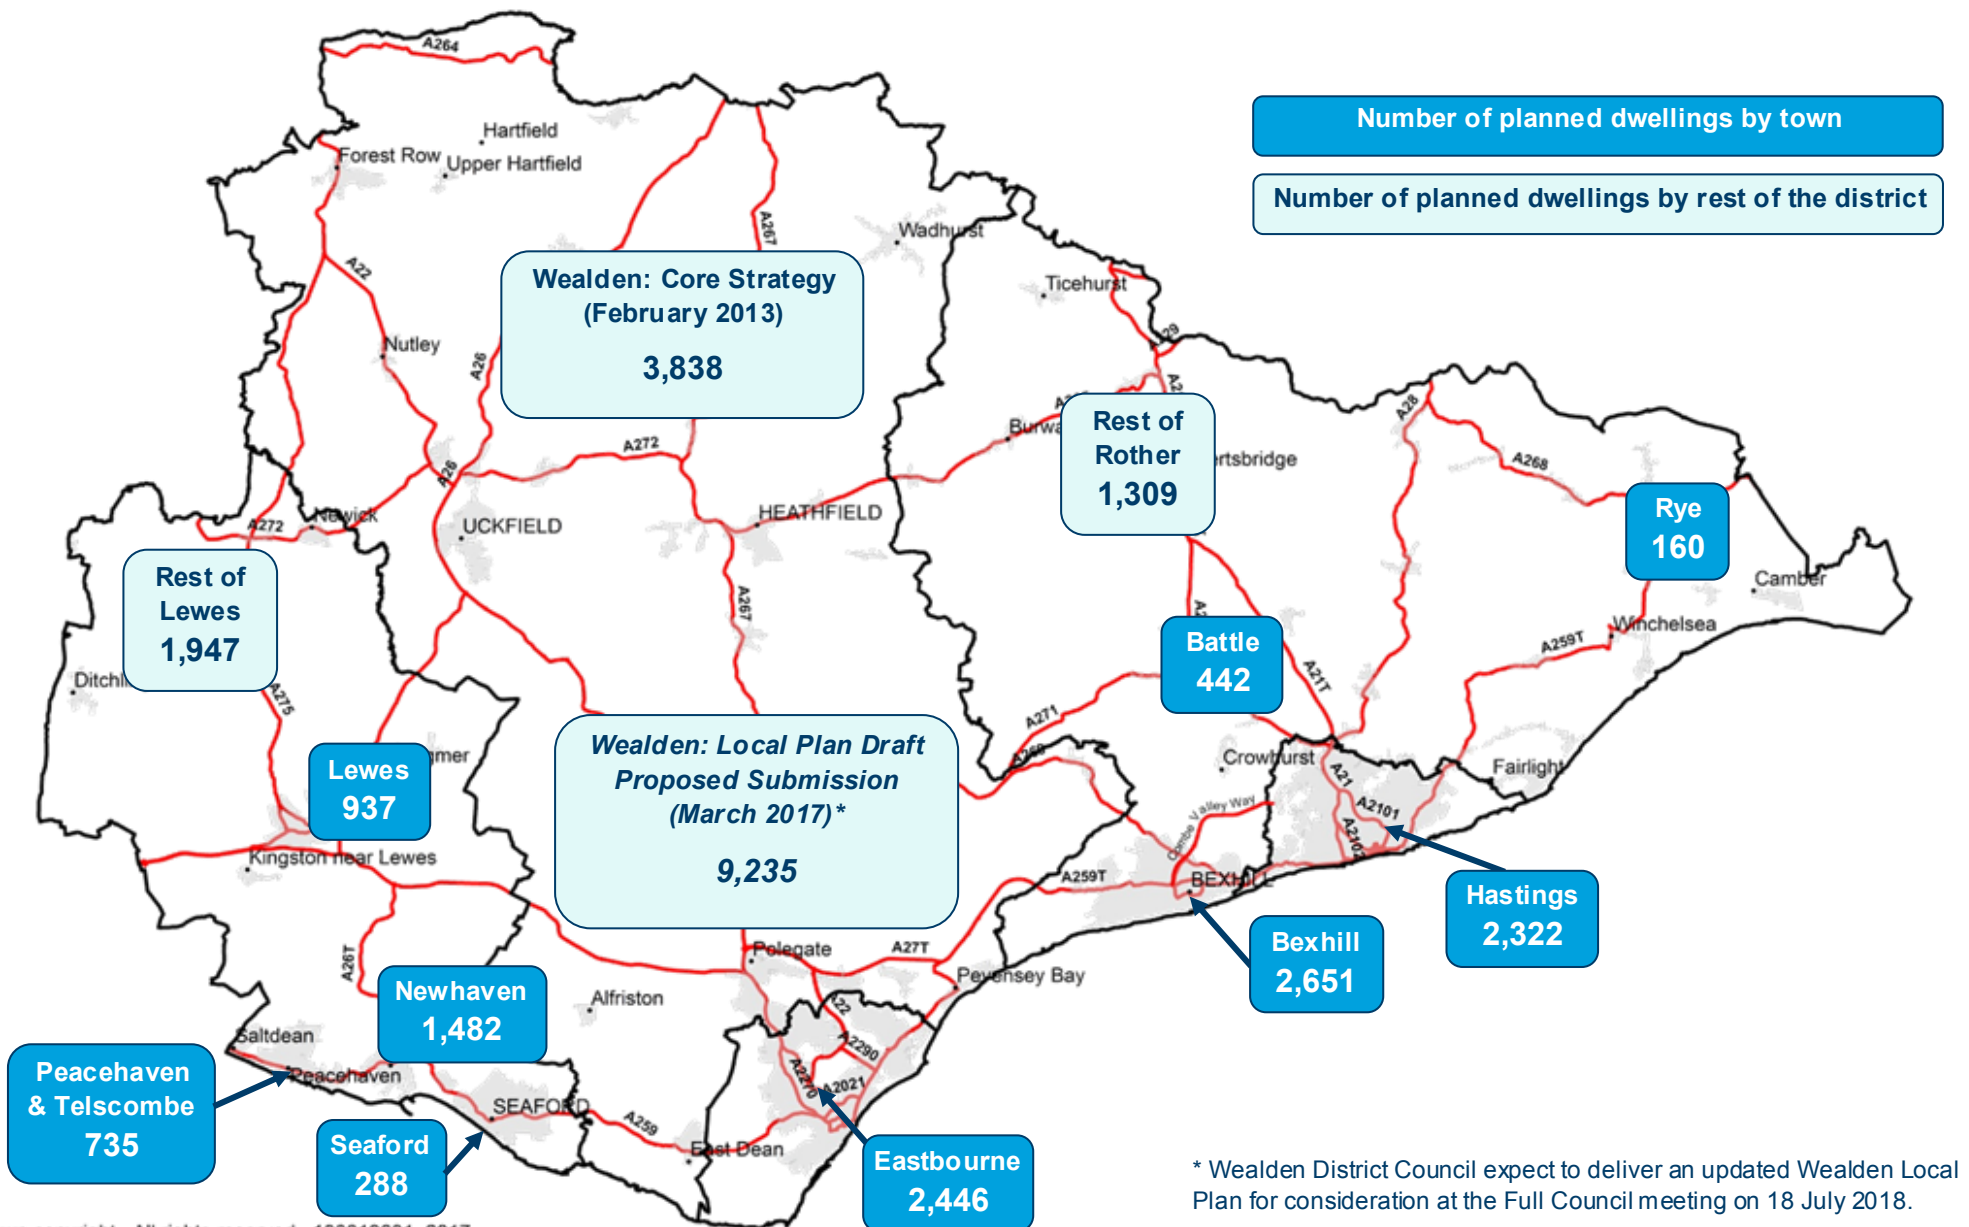 A264
Number of planned dwellings by town
Number of planned dwellings by rest of the district
Hartfield
Forest Row
Upper Hartfield
A267
Wadhurst
A22
Wealden: Core Strategy
(February 2013)
3,838
Ticehurst
Nutley
A26
A28
Rest of
Rother
1,309
A272
A26
A268
HEATHFIELD
UCKFIELD
Newick
A272
Rye
160
Camber
Winchelsea
A259T
Rest of
Lewes
1,947
A267
Battle
442
A21T
A275
A271
Wealden: Local Plan Draft
Proposed Submission
(March 2017)*
9,235
Lewes
937
Crowhurst
Fairlight
A21
A2101
A2102
Combe Valley Way
Kingston near Lewes
A259T
BEXHILL
Hastings
2,322
Bexhill
2,651
Polegate
A27T
Pevensey Bay
A26T
Newhaven
1,482
Alfriston
A22
Saltdean
A2290
Peacehaven
A2270
A2021
Peacehaven
& Telscombe
735
SEAFORD
A259
East Dean
Seaford
288
Eastbourne
2,446
* Wealden District Council expect to deliver an updated Wealden Local
Plan for consideration at the Full Council meeting on 18 July 2018.